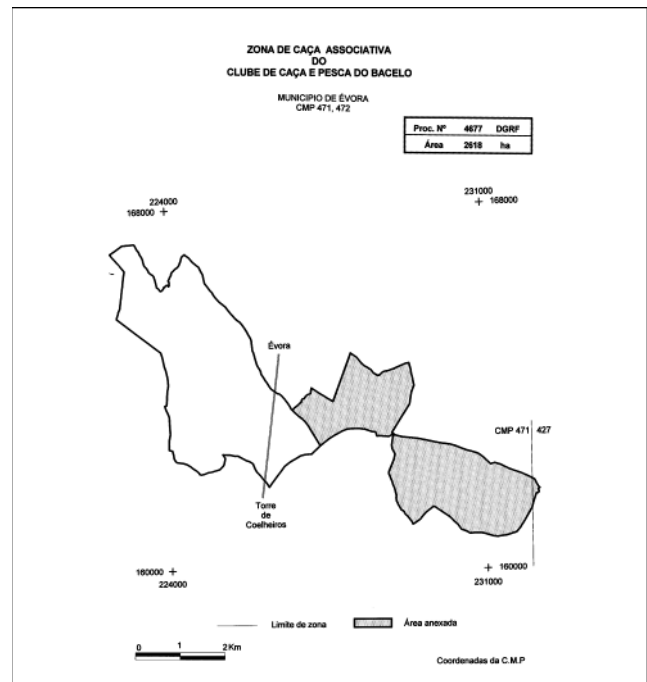 ZONA DE CAÇA ASSOCIATIVA
DO
CLUBE DE CAÇA E PESCA DO BACELO
MUNICIPIO DE ÉVORA
CMP 471, 472
Proc. Nº 4677 DGRF
Área 2618 ha
224000
168000
231000
168000
Évora
CMP 471 427
Torre
de
Coelheiros
160000
224000
160000
231000
Limite de zona
Área anexada
0 1 2 Km
Coordenadas da C.M.P